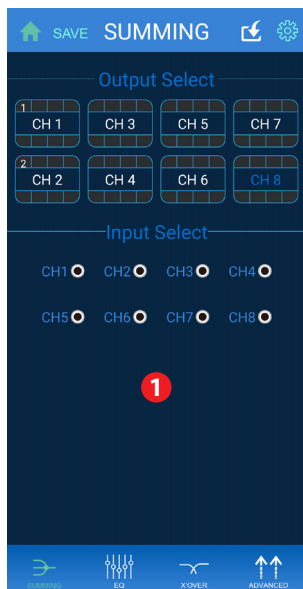 SAVE SUMMING
Output Select
1
CH 1 CH 3 CH 5 CH 7
2
CH 2 CH 4 CH 6 CH 8
Input Select
CH1 CH2 CH3 CH4
CH5 CH6 CH7 CH8
1
SUMMING EQ X'OVER ADVANCED